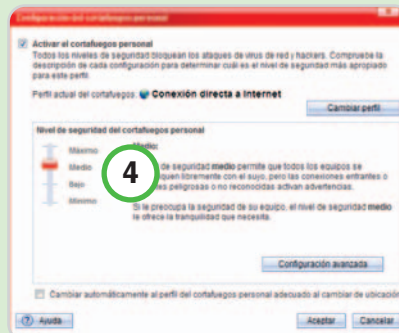 Configuración del cortafuegos personal
Activar el cortafuegos personal
Todos los niveles de seguridad bloquean los ataques de virus de red y hackers. Compruebe la
descripción de cada configuración para determinar cuál es el nivel de seguridad más apropiado
para este perfil.
Perfil actual del cortafuegos: Conexión directa a Internet
Cambiar perfil
Nivel de seguridad del cortafuegos personal
Máximo
Medio
Bajo
Mínimo
Medio:
de seguridad medio permite que todos los equipos se
quen libremente con el suyo, pero las conexiones entrantes o
es peligrosas o no reconocidas activan advertencias.
Si le preocupa la seguridad de su equipo, el nivel de seguridad medio
le ofrece la tranquilidad que necesita.
4
Configuración avanzada
Cambiar automáticamente al perfil del cortafuegos personal adecuado al cambiar de ubicación
Ayuda
Aceptar
Cancelar